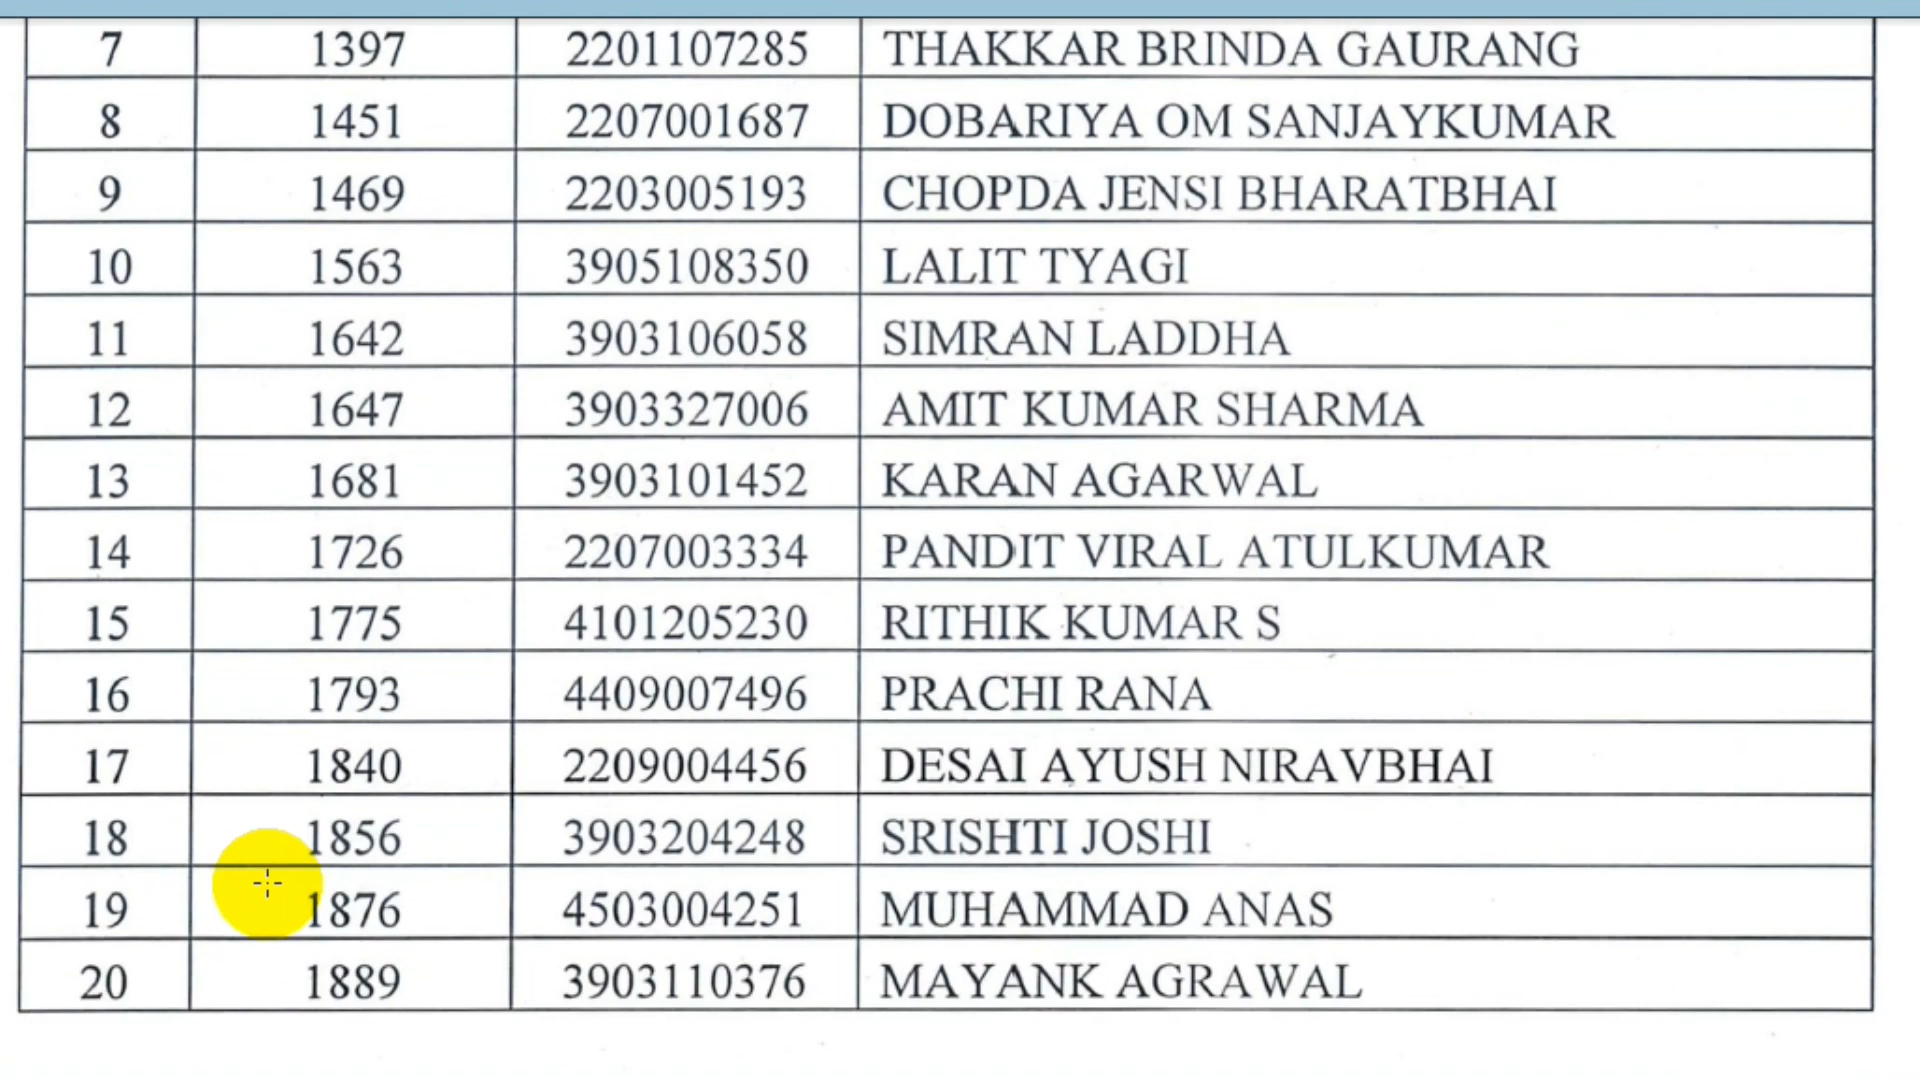 7 1397 2201107285 THAKKAR BRINDA GAURANG
8 1451 2207001687 DOBARIYA OM SANJAYKUMAR
9 1469 2203005193 CHOPDA JENSI BHARATBHAI
10 1563 3905108350 LALIT TYAGI
11 1642 3903106058 SIMRAN LADDHA
12 1647 3903327006 AMIT KUMAR SHARMA
13 1681 3903101452 KARAN AGARWAL
14 1726 2207003334 PANDIT VIRAL ATULKUMAR
15 1775 4101205230 RITHIK KUMAR S
16 1793 4409007496 PRACHI RANA
17 1840 2209004456 DESAI AYUSH NIRAVBHAI
18 1856 3903204248 SRISHTI JOSHI
19 1876 4503004251 MUHAMMAD ANAS
20 1889 3903110376 MAYANK AGRAWAL